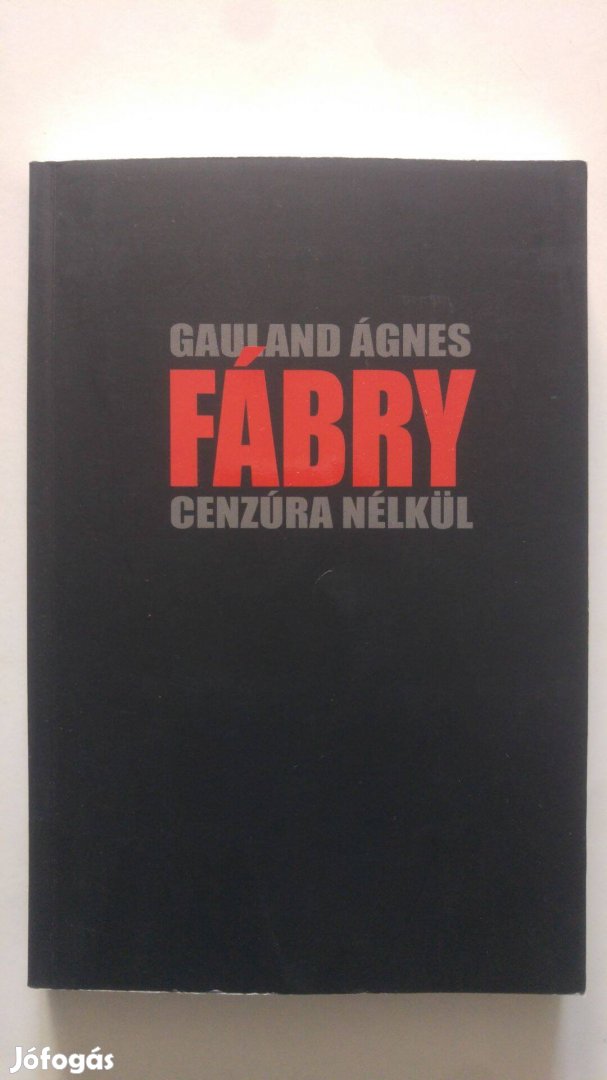 GAULAND ÁGNES
FÁBRY
CENZÚRA NÉLKÜL
Jófogás